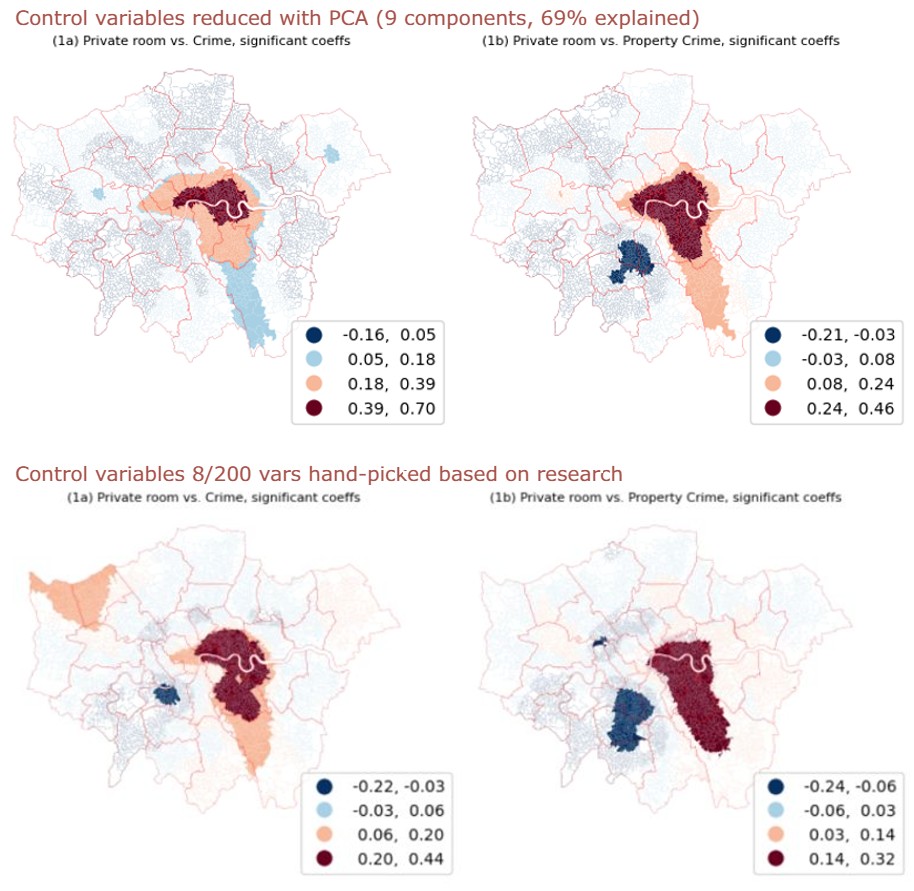 Control variables reduced with PCA (9 components, 69% explained)
(1a) Private room vs. Crime, significant coeffs
(1b) Private room vs. Property Crime, significant coeffs
-0.16, 0.05
0.05, 0.18
0.18, 0.39
0.39, 0.70
-0.21, -0.03
-0.03, 0.08
0.08, 0.24
0.24, 0.46
Control variables 8/200 vars hand-picked based on research
(1a) Private room vs. Crime, significant coeffs
(1b) Private room vs. Property Crime, significant coeffs
-0.22, -0.03
-0.03, 0.06
0.06, 0.20
0.20, 0.44
-0.24, -0.06
-0.06, 0.03
0.03, 0.14
0.14, 0.32